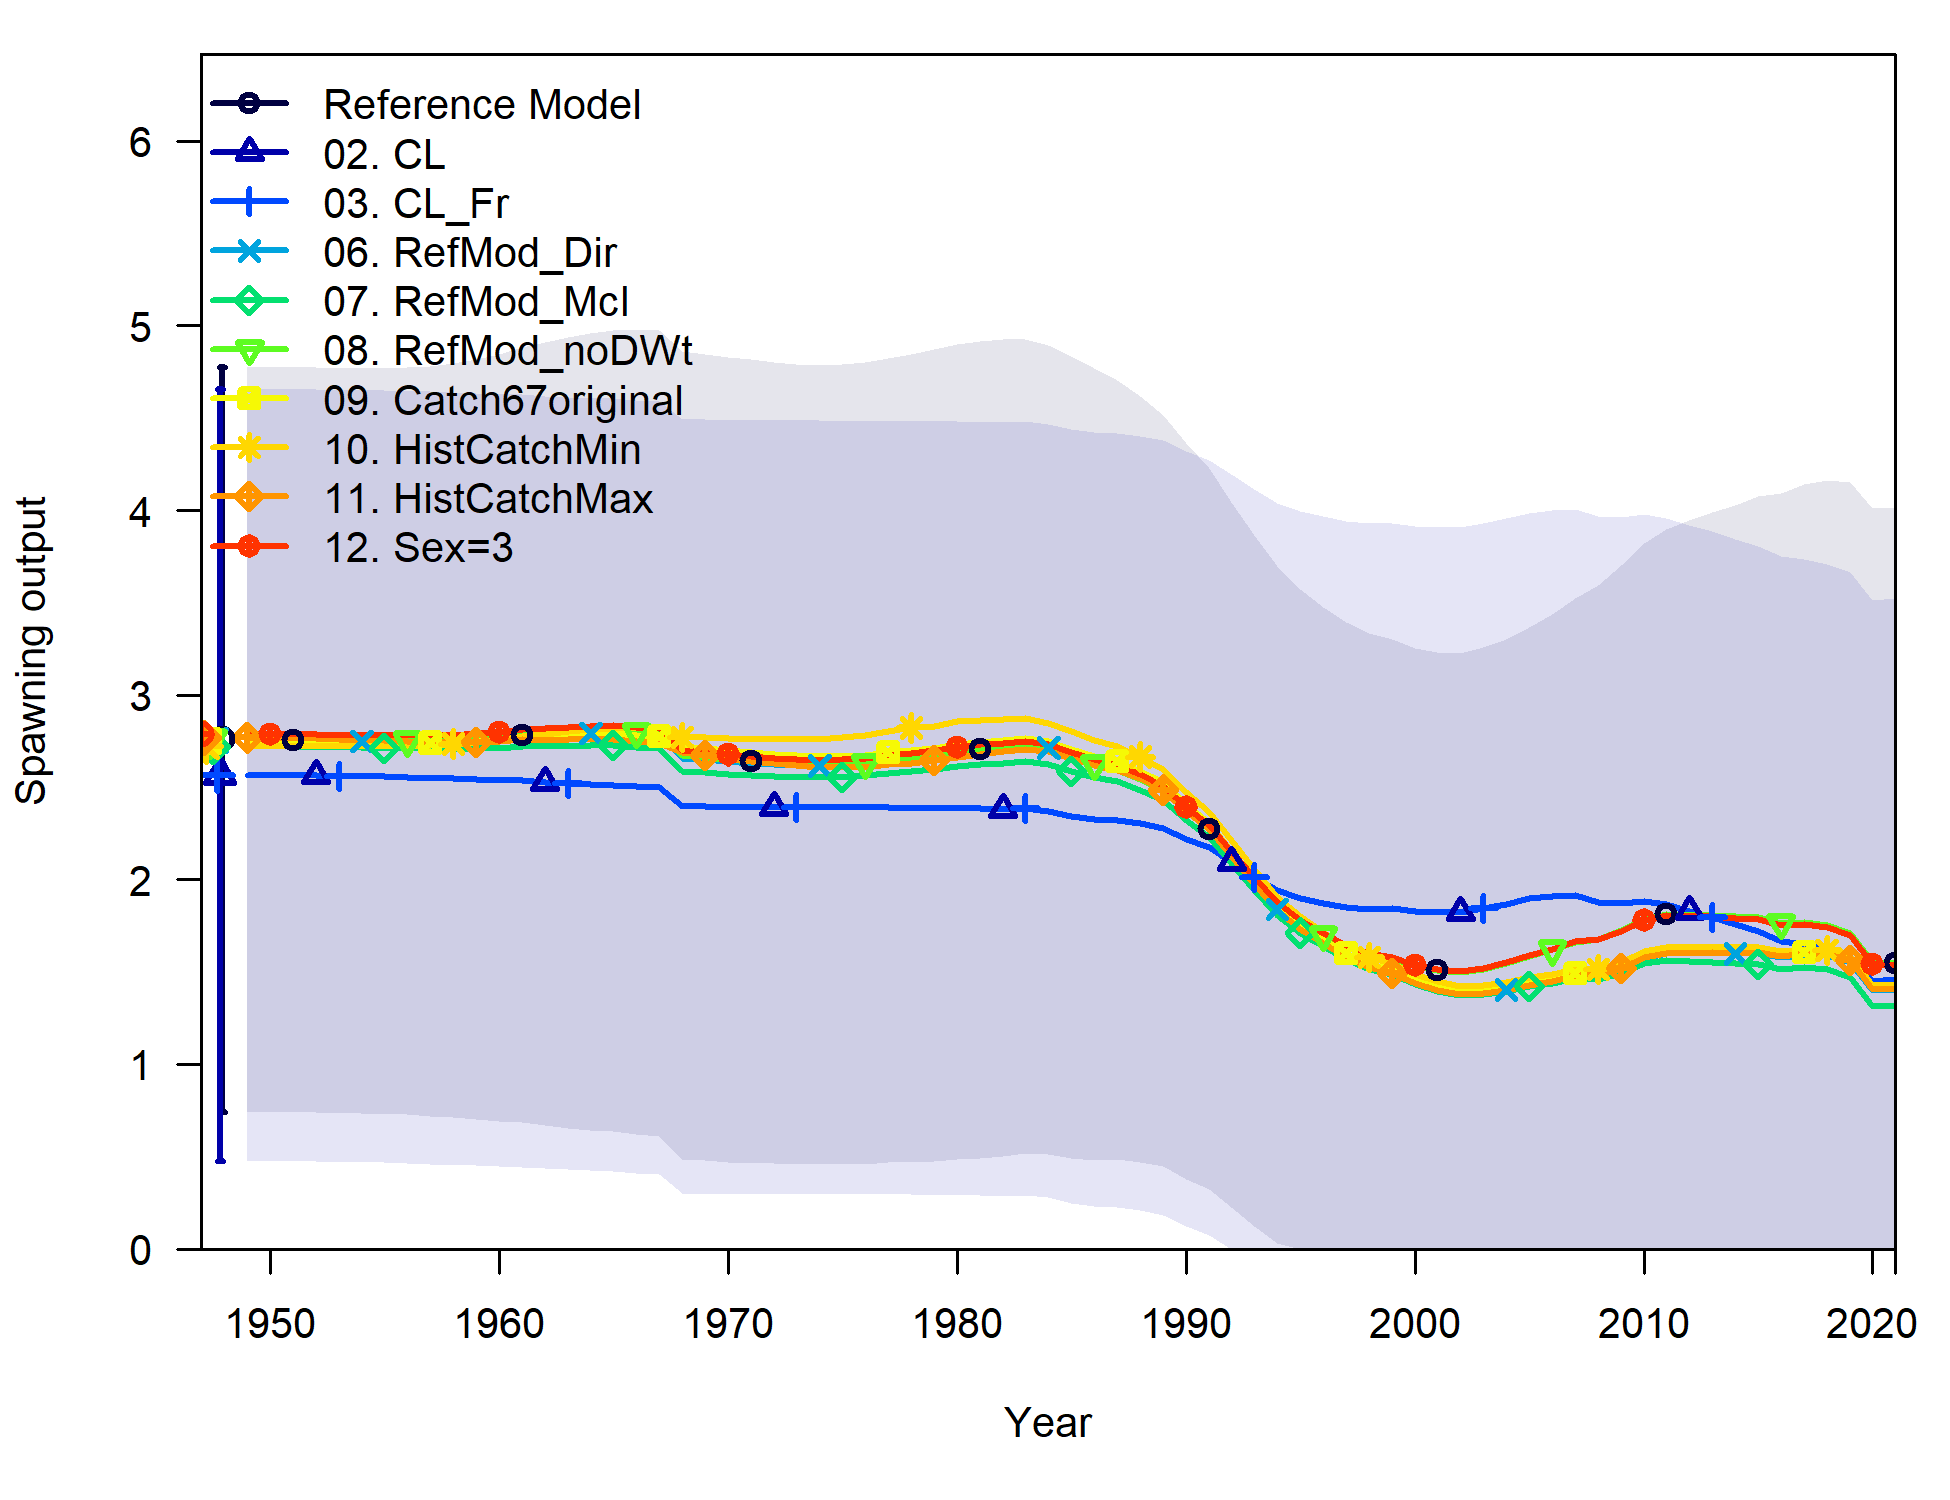 Reference Model
02. CL
03. CL_Fr
06. RefMod_Dir
07. RefMod_Mcl
08. RefMod_noDWt
09. Catch67original
10. HistCatchMin
11. HistCatchMax
12. Sex=3
Spawning output
6
5
4
3
2
1
0
1950 1960 1970 1980 1990 2000 2010 2020
Year